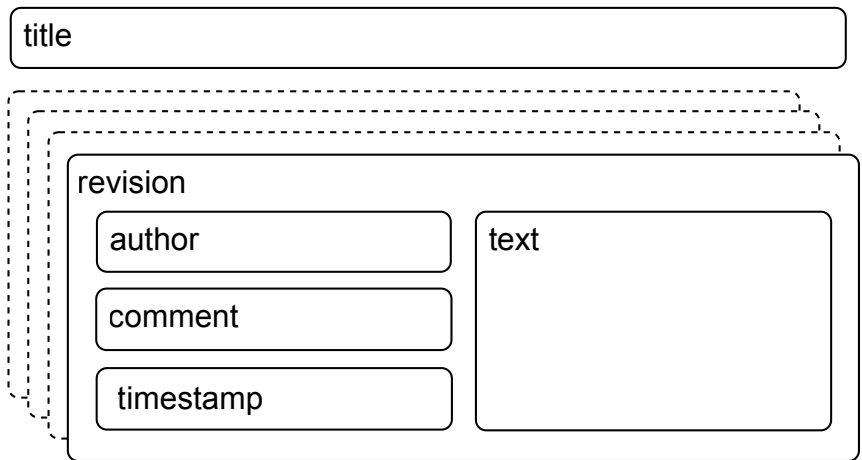 title
revision
author
text
comment
timestamp